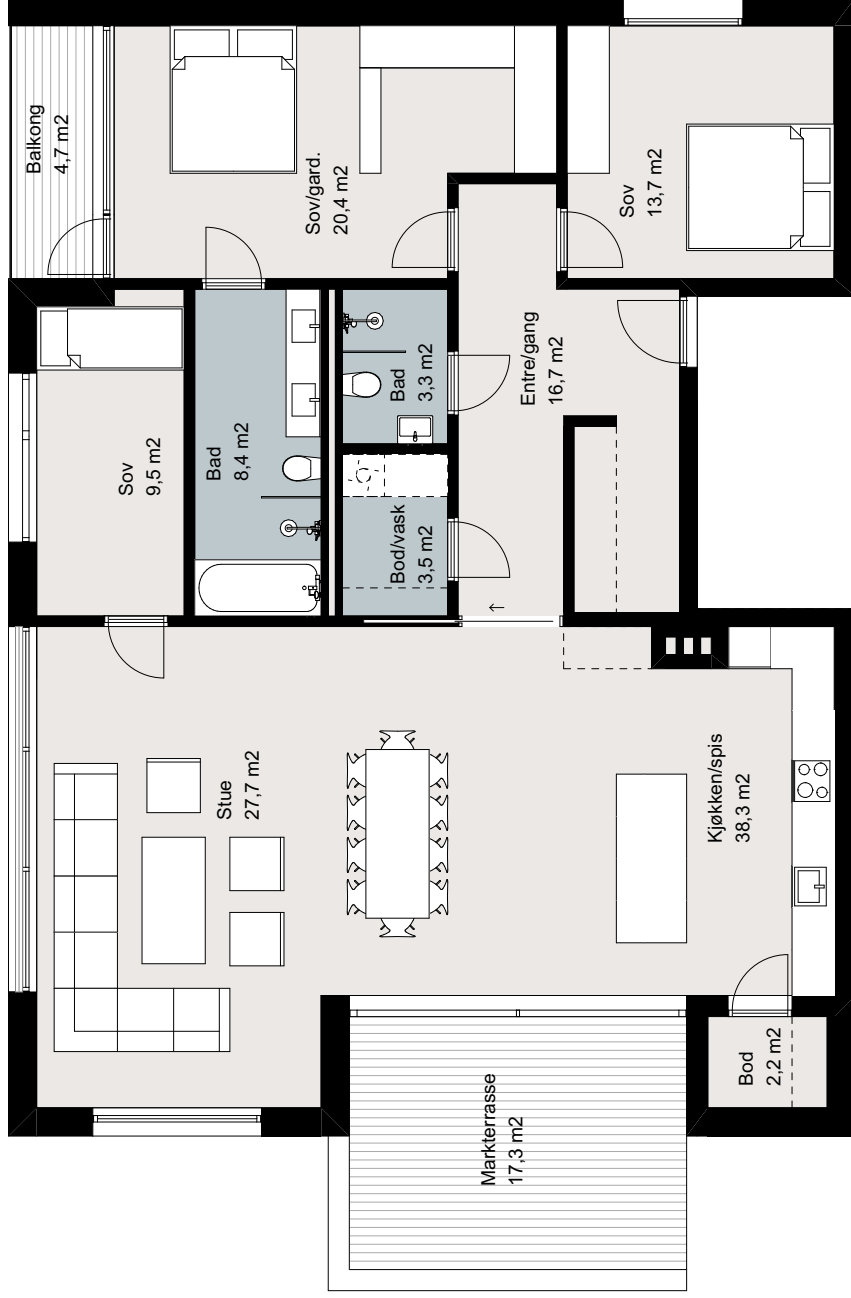 Balkong
4,7 m2
Sov/gard.
20,4 m2
Sov
13,7 m2
Sov
9,5 m2
Bad
8,4 m2
Bad
3,3 m2
Bod/vask
3,5 m2
Entre/gang
16,7 m2
Stue
27,7 m2
Kjøkken/spis
38,3 m2
Bod
2,2 m2
Markterrasse
17,3 m2